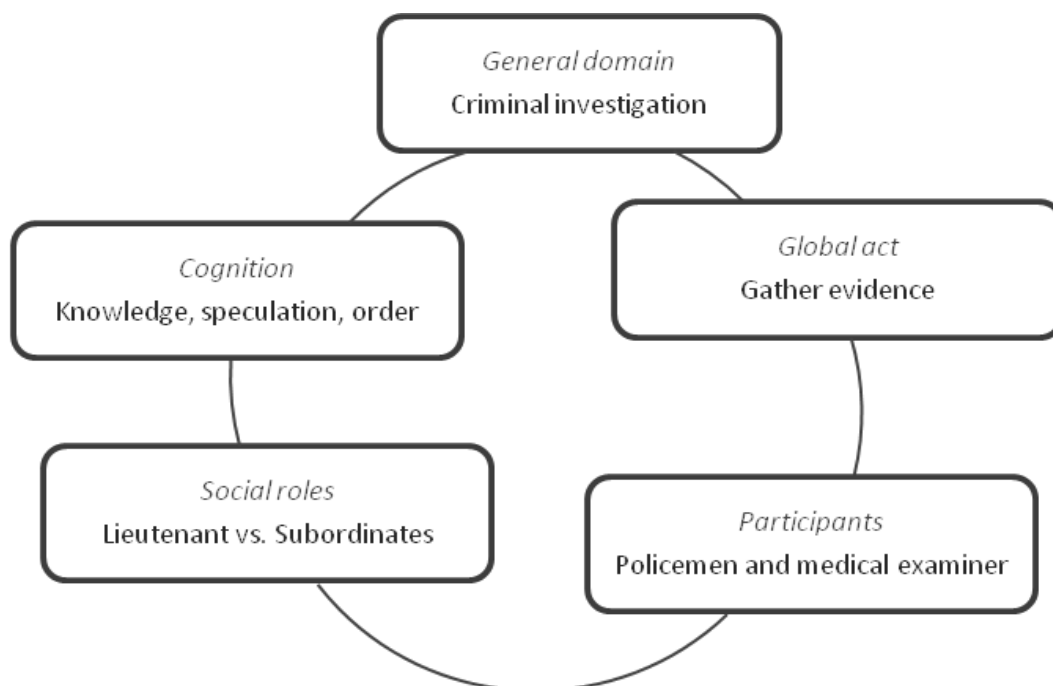 General domain
Criminal investigation
Global act
Gather evidence
Participants
Policemen and medical examiner
Social roles
Lieutenant vs. Subordinates
Cognition
Knowledge, speculation, order